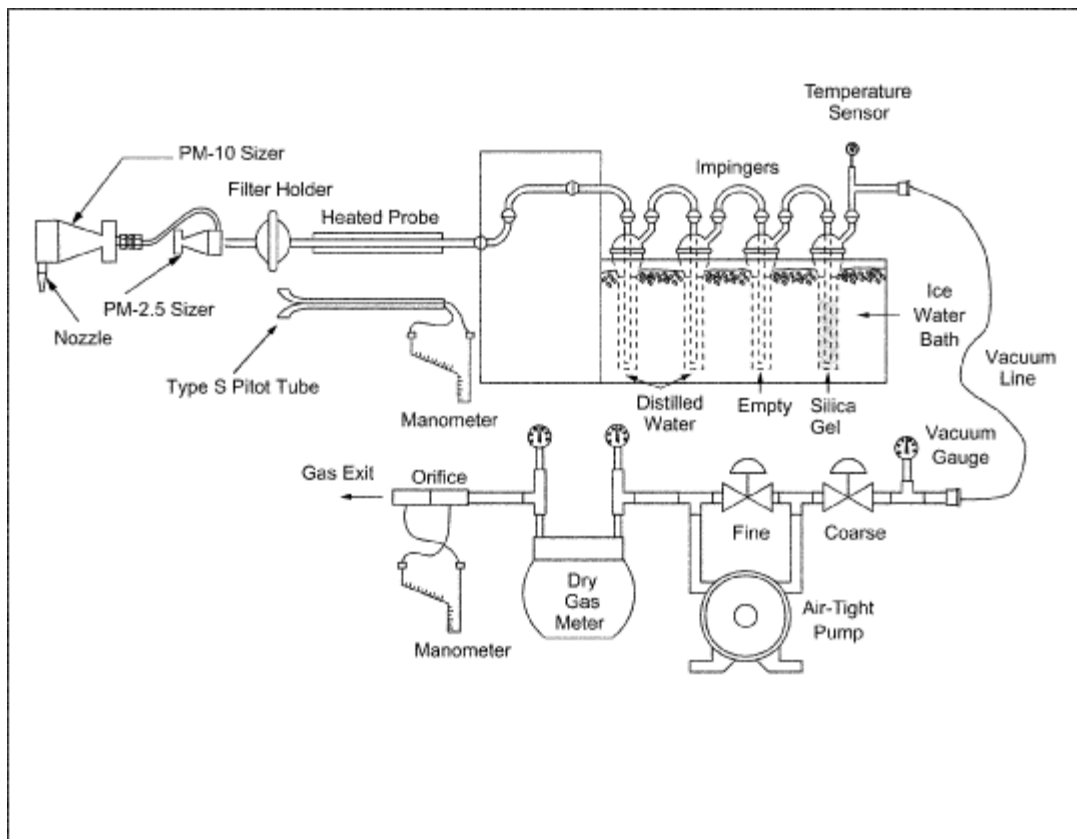 Temperature
Sensor
PM-10 Sizer
Impingers
Filter Holder
Heated Probe
PM-2.5 Sizer
Nozzle
Ice
Water
Bath
Type S Pitot Tube
Vacuum
Line
Manometer
Distilled
Water
Empty
Silica
Gel
Vacuum
Gauge
Gas Exit
Orifice
Fine
Coarse
Dry
Gas
Meter
Air-Tight
Pump
Manometer